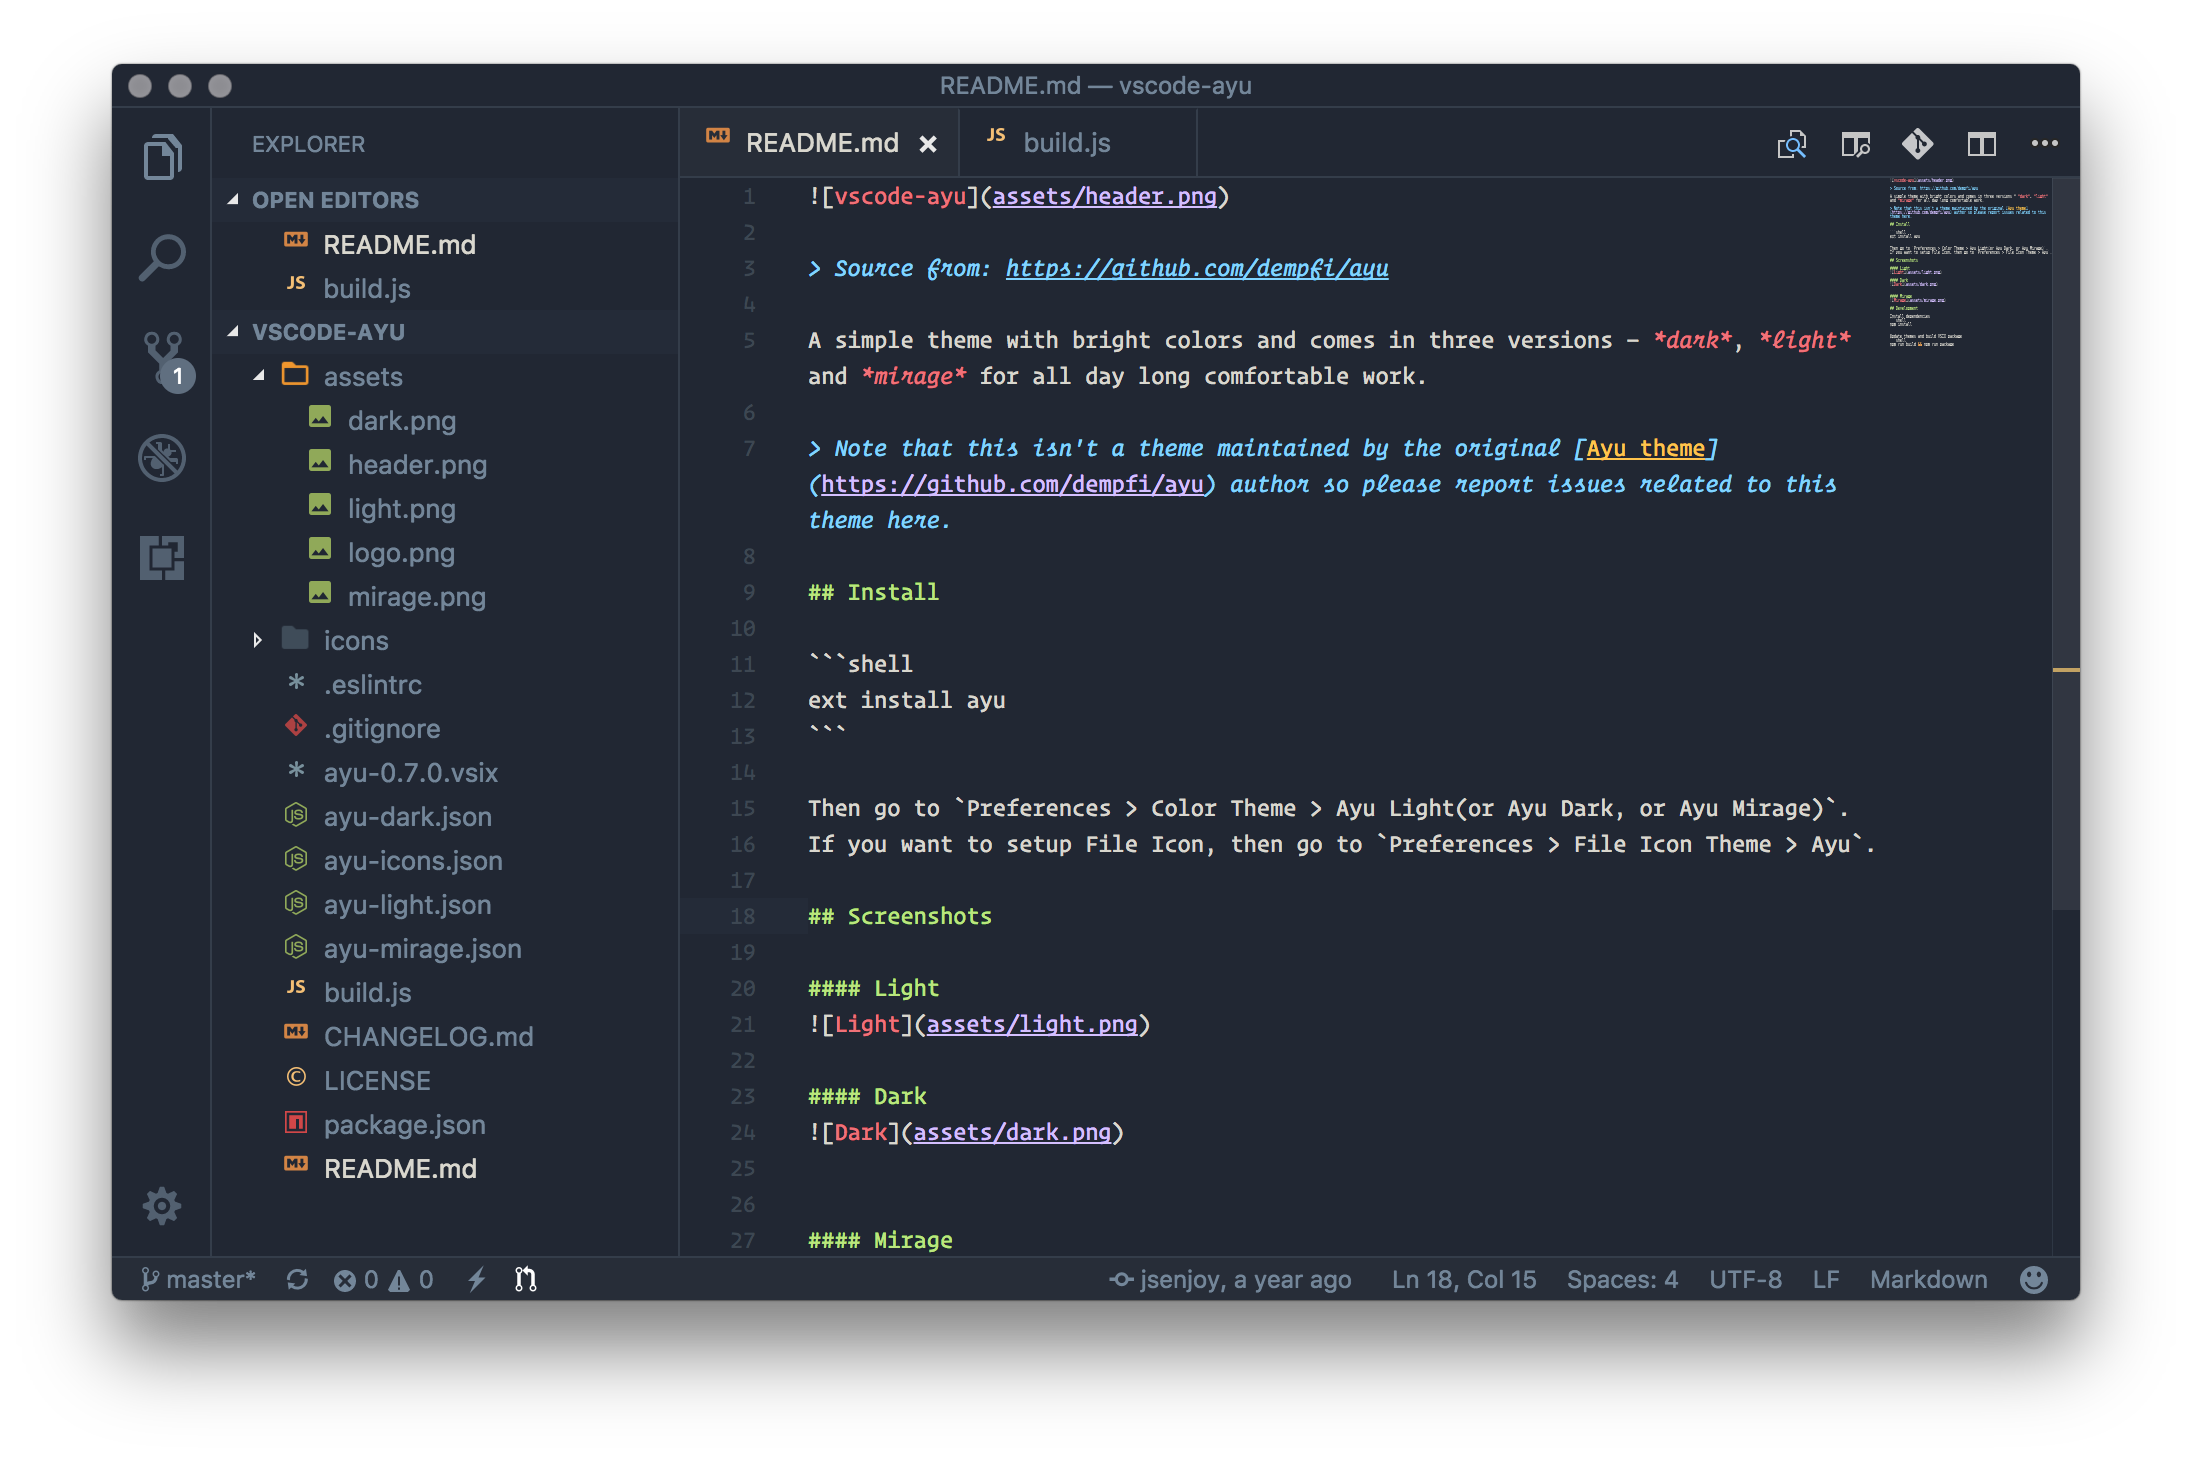 README.md — vscode-ayu
EXPLORER
OPEN EDITORS
README.md
JS build.js
VSCODE-AYU
assets
dark.png
header.png
light.png
logo.png
mirage.png
icons
* .eslintrc
.gitignore
* ayu-0.7.0.vsix
JS ayu-dark.json
JS ayu-icons.json
JS ayu-light.json
JS ayu-mirage.json
JS build.js
M CHANGELOG.md
© LICENSE
package.json
M README.md
1
M README.md ×
JS build.js
1 ![vscode-ayu](assets/header.png)
2
3 > Source from: https://github.com/dempfi/ayu
4
5 A simple theme with bright colors and comes in three versions – *dark*, *light*
and *mirage* for all day long comfortable work.
6
7 > Note that this isn't a theme maintained by the original [Ayu theme]
(https://github.com/dempfi/ayu) author so please report issues related to this
theme here.
8
9 ## Install
10
11 ```shell
12 ext install ayu
13 ```
14
15 Then go to `Preferences > Color Theme > Ayu Light(or Ayu Dark, or Ayu Mirage)`.
16 If you want to setup File Icon, then go to `Preferences > File Icon Theme > Ayu`.
17
18 ## Screenshots
19
20 #### Light
21 ![Light](assets/light.png)
22
23 #### Dark
24 ![Dark](assets/dark.png)
25
26
27 #### Mirage
master* 0 0
jsenjoy, a year ago Ln 18, Col 15 Spaces: 4 UTF-8 LF Markdown